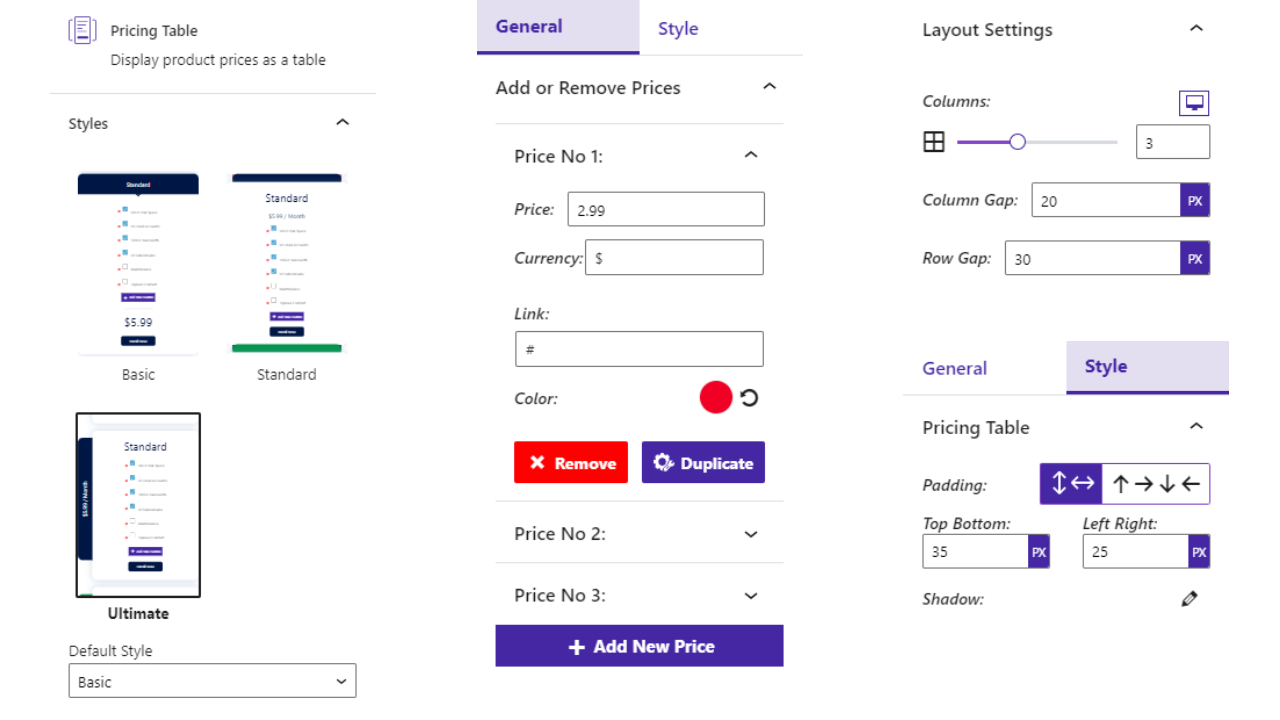 Pricing Table
Display product prices as a table
Styles
Standard
$5.99
Basic
Standard
$5.99 / Month
Standard
Standard
$5.99 / Month
Ultimate
Default Style
Basic
General
Style
Add or Remove Prices
Price No 1:
Price: 2.99
Currency: $
Link:
#
Color:
Remove
Duplicate
Price No 2:
Price No 3:
Add New Price
Layout Settings
Columns:
3
Column Gap: 20 PX
Row Gap: 30 PX
General
Style
Pricing Table
Padding:
Top Bottom: Left Right:
35 PX 25 PX
Shadow: